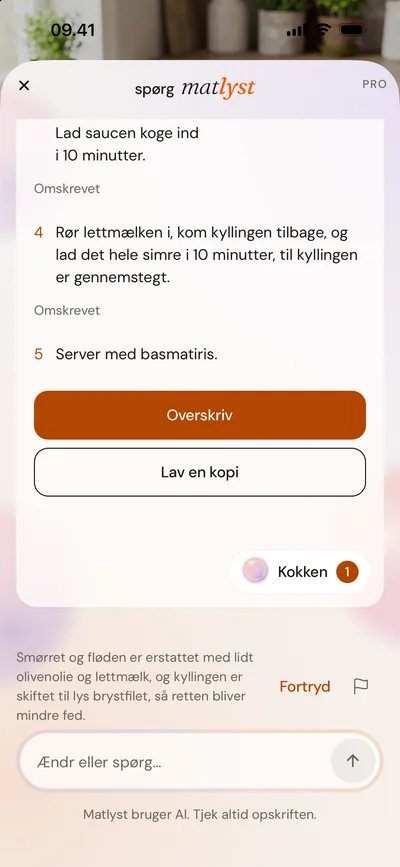 09.41
spørg matlyst
PRO
Lad saucen koge ind
i 10 minutter.
Omskrevet
4 Rør lettmælken i, kom kyllingen tilbage, og
lad det hele simre i 10 minutter, til kyllingen
er gennemstegt.
Omskrevet
5 Server med basmatiris.
Overskriv
Lav en kopi
Kokken 1
Smørret og fløden er erstattet med lidt
olivenolie og lettmælk, og kyllingen er
skiftet til lys brystfilet, så retten bliver
mindre fed.
Fortryd
Ændr eller spørg...
Matlyst bruger AI. Tjek altid opskriften.